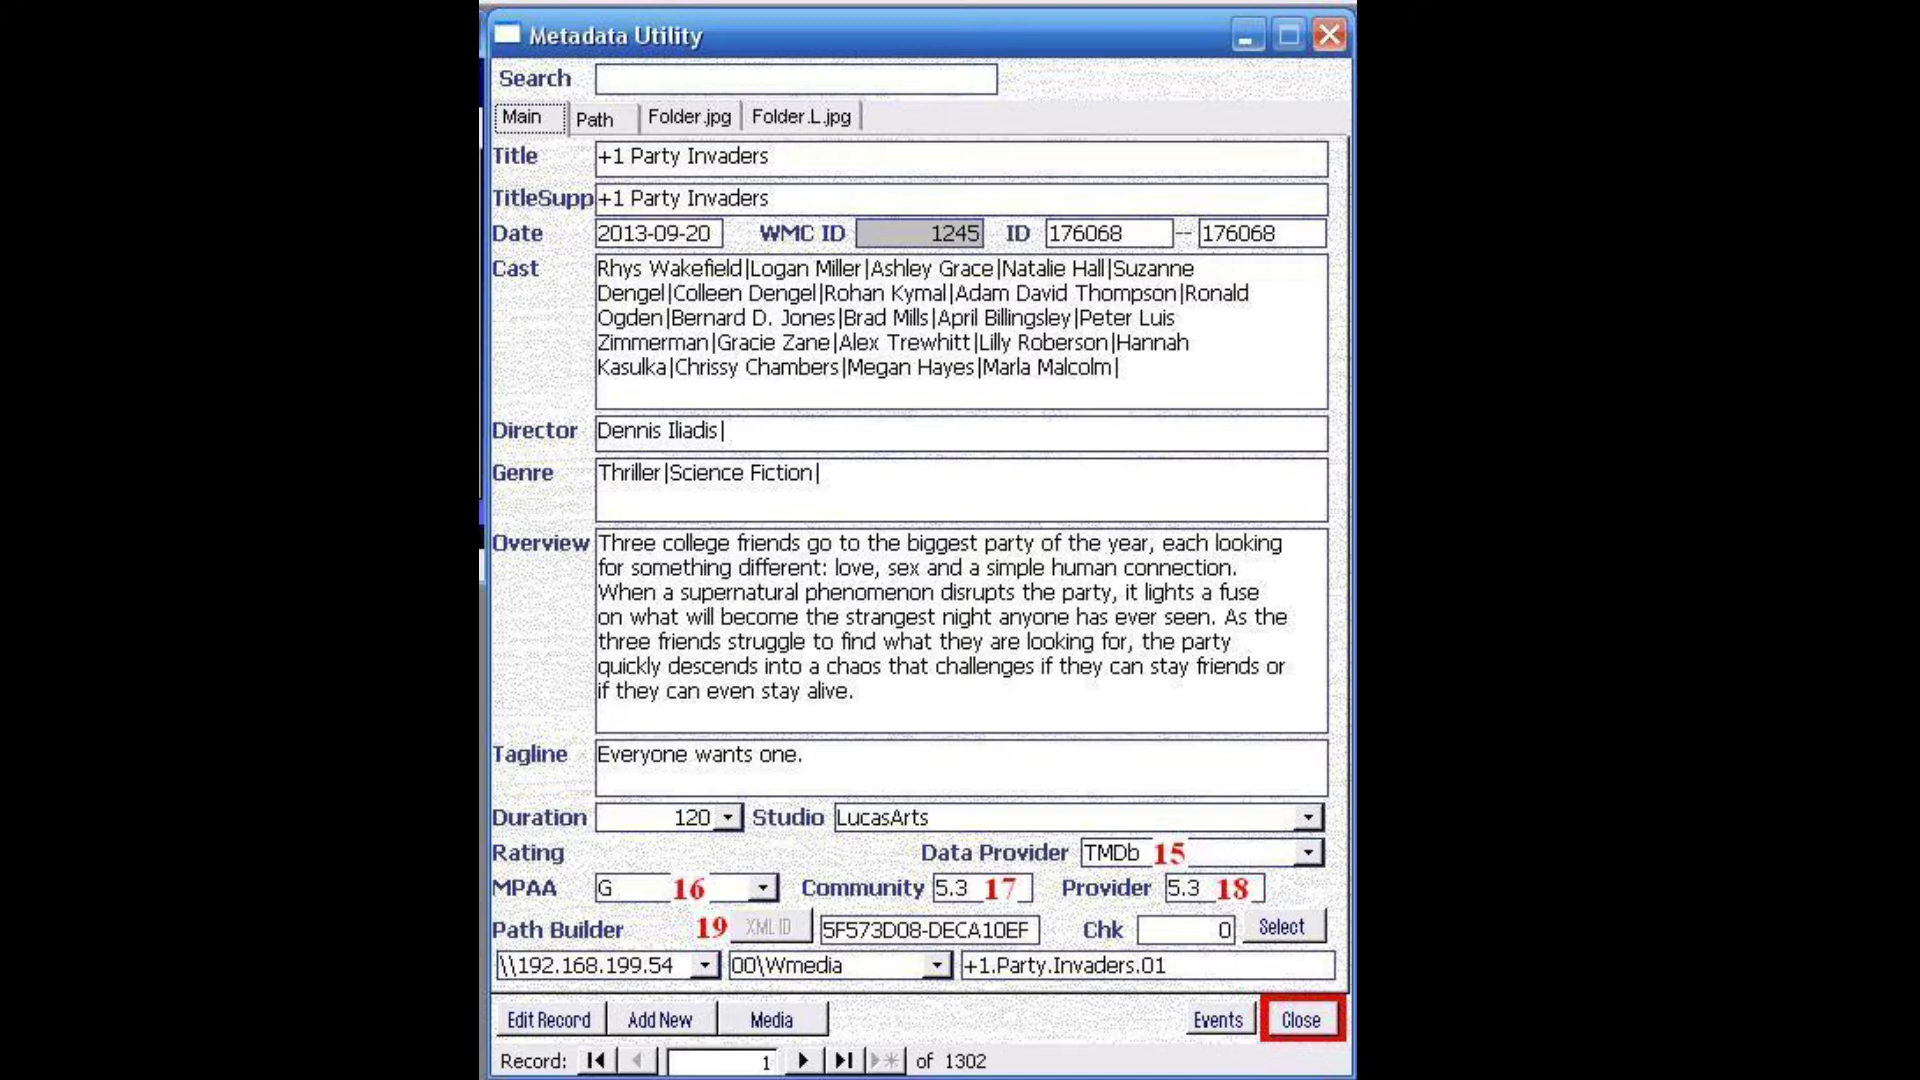 Metadata Utility
Search
Main Path Folder.jpg Folder.L.jpg
Title +1 Party Invaders
TitleSupp +1 Party Invaders
Date 2013-09-20 WMC ID 1245 ID 176068 -- 176068
Cast Rhys Wakefield|Logan Miller|Ashley Grace|Natalie Hall|Suzanne
Dengel|Colleen Dengel|Rohan Kymal|Adam David Thompson|Ronald
Ogden|Bernard D. Jones|Brad Mills|April Billingsley|Peter Luis
Zimmerman|Gracie Zane|Alex Trewhitt|Lilly Roberson|Hannah
Kasulka|Chrissy Chambers|Megan Hayes|Marla Malcolm|
Director Dennis Iliadis|
Genre Thriller|Science Fiction|
Overview Three college friends go to the biggest party of the year, each looking
for something different: love, sex and a simple human connection.
When a supernatural phenomenon disrupts the party, it lights a fuse
on what will become the strangest night anyone has ever seen. As the
three friends struggle to find what they are looking for, the party
quickly descends into a chaos that challenges if they can stay friends or
if they can even stay alive.
Tagline Everyone wants one.
Duration 120 Studio LucasArts
Rating Data Provider TMDb 15
MPAA G 16 Community 5.3 17 Provider 5.3 18
Path Builder 19 XML ID 5F573D08-DECA10EF Chk 0 Select
\\192.168.199.54 00\Wmedia +1.Party.Invaders.01
Edit Record Add New Media Events Close
Record: 1 of 1302